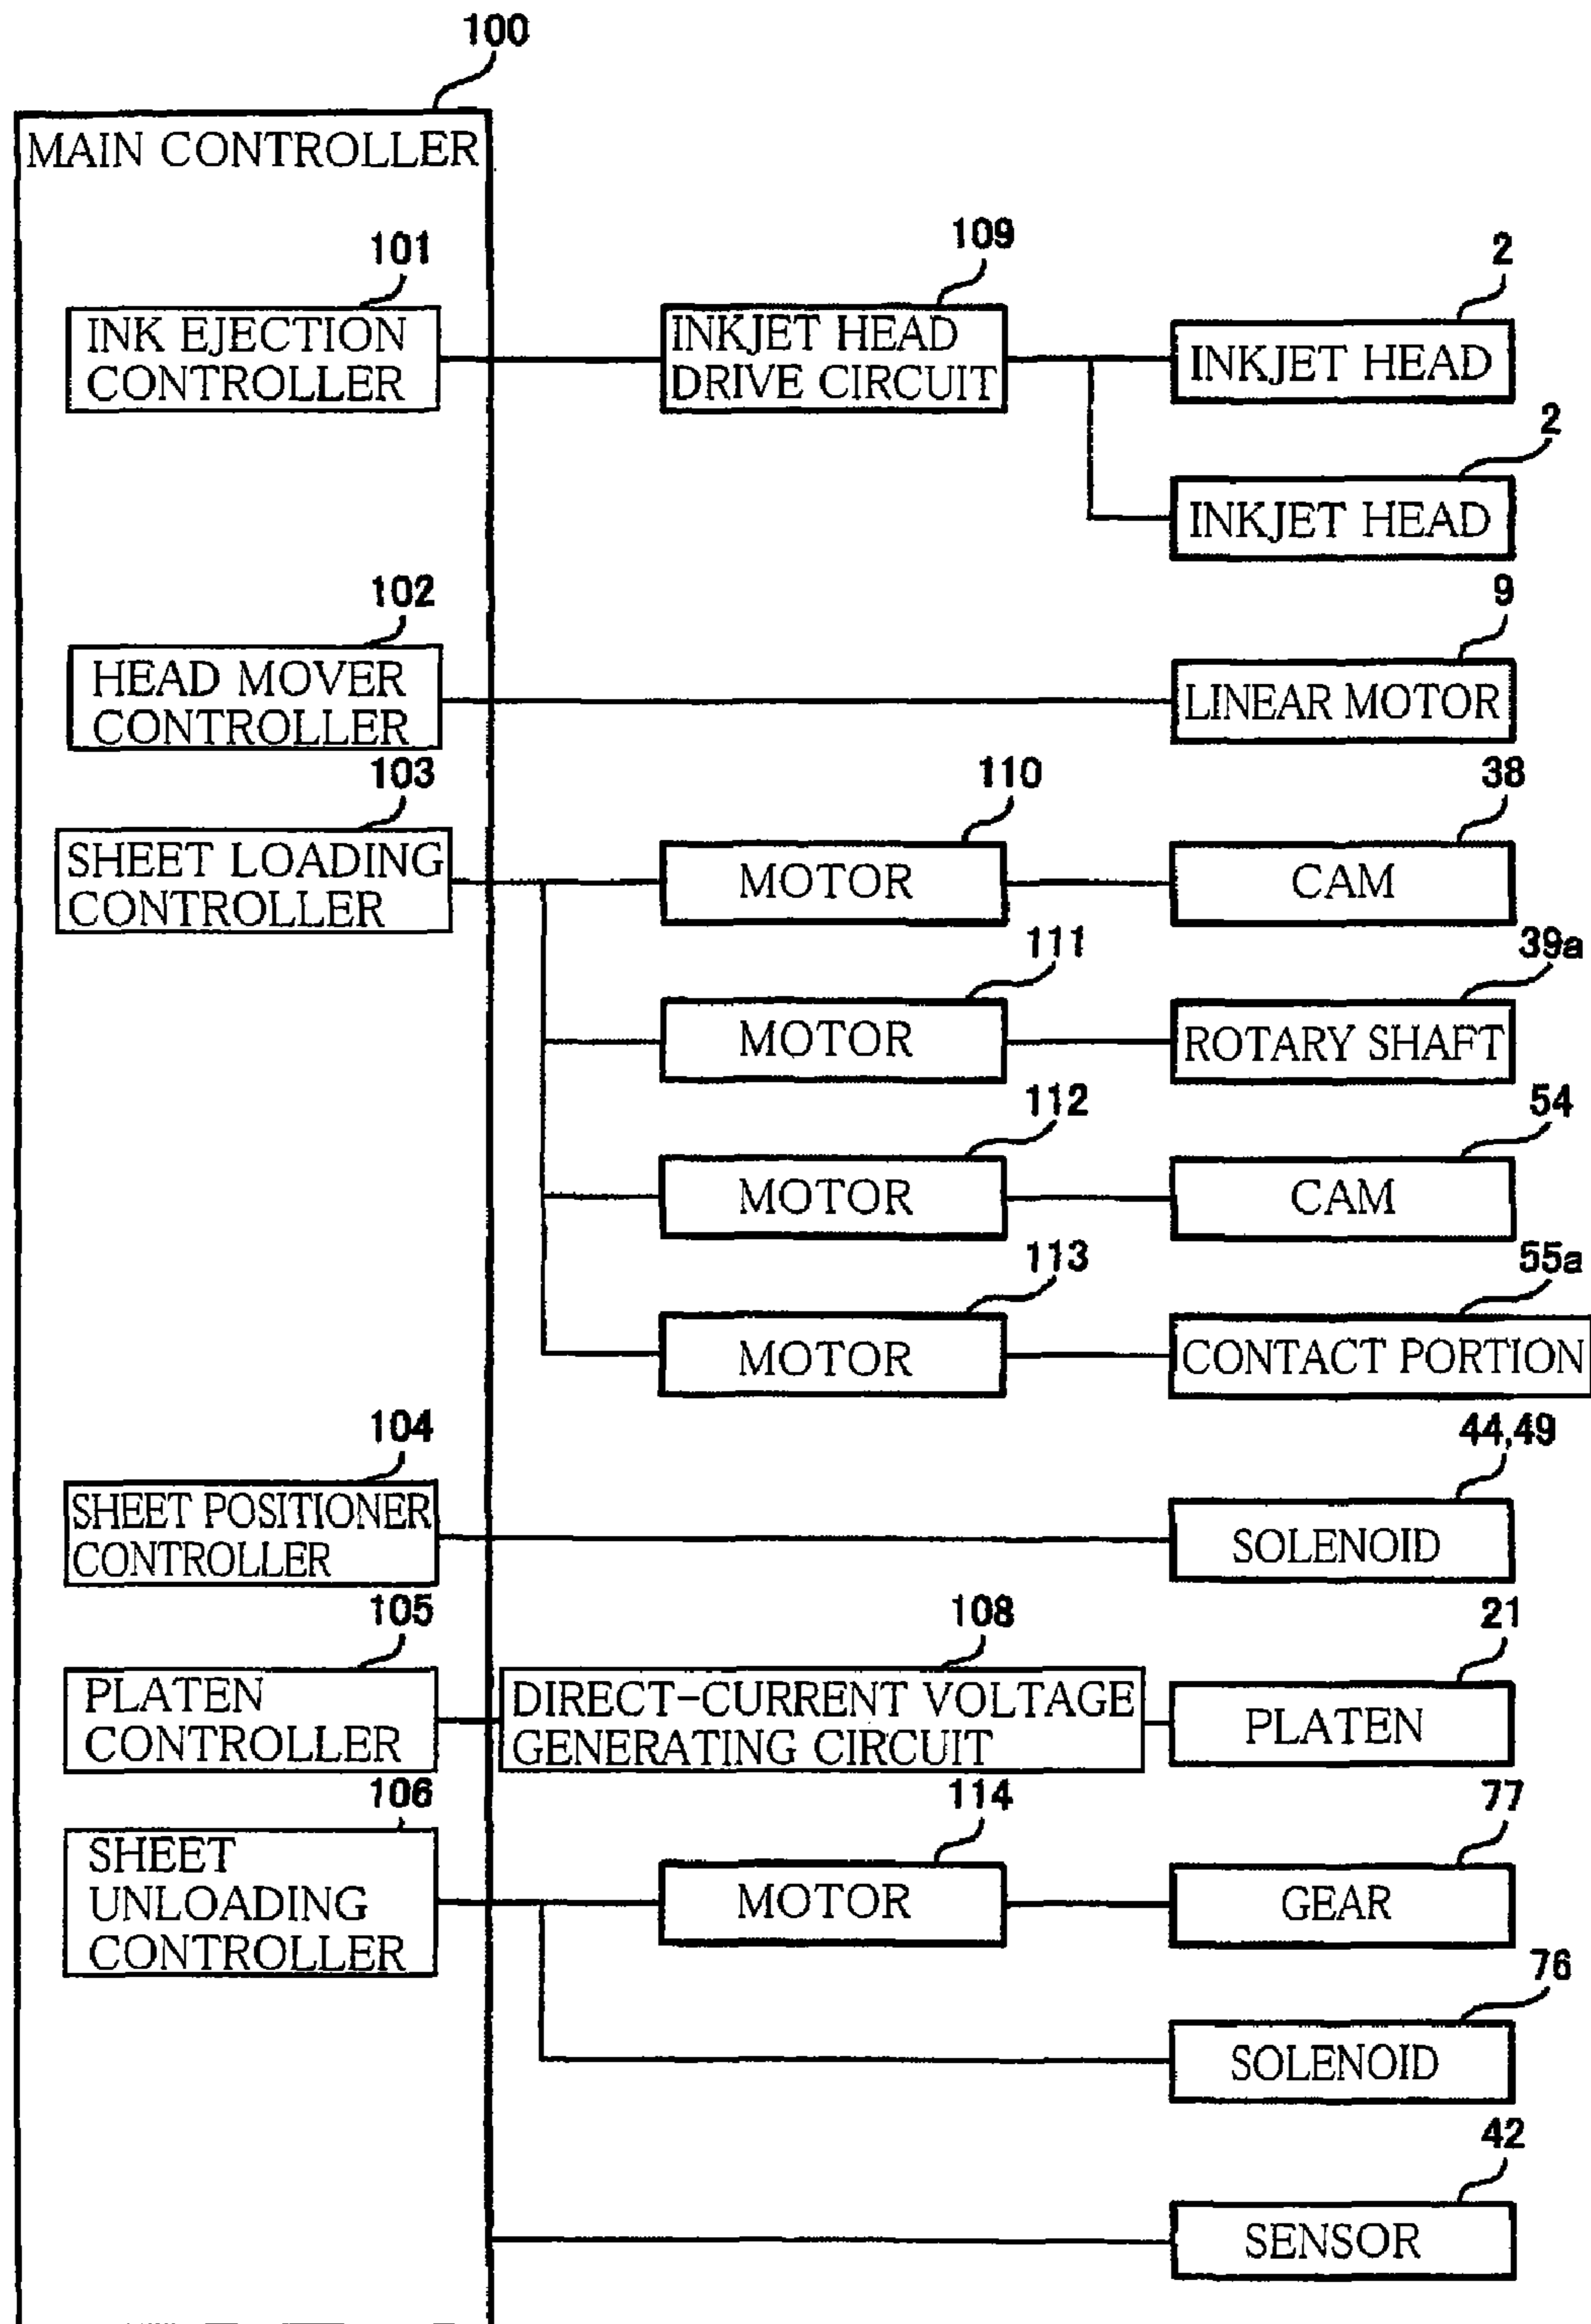 100
MAIN CONTROLLER
101
INK EJECTION
CONTROLLER
109
INKJET HEAD
DRIVE CIRCUIT
2
INKJET HEAD
2
INKJET HEAD
102
HEAD MOVER
CONTROLLER
9
LINEAR MOTOR
103
SHEET LOADING
CONTROLLER
110
MOTOR
38
CAM
111
MOTOR
39a
ROTARY SHAFT
112
MOTOR
54
CAM
113
MOTOR
55a
CONTACT PORTION
104
SHEET POSITIONER
CONTROLLER
44,49
SOLENOID
105
PLATEN
CONTROLLER
108
DIRECT-CURRENT VOLTAGE
GENERATING CIRCUIT
21
PLATEN
106
SHEET
UNLOADING
CONTROLLER
114
MOTOR
77
GEAR
76
SOLENOID
42
SENSOR